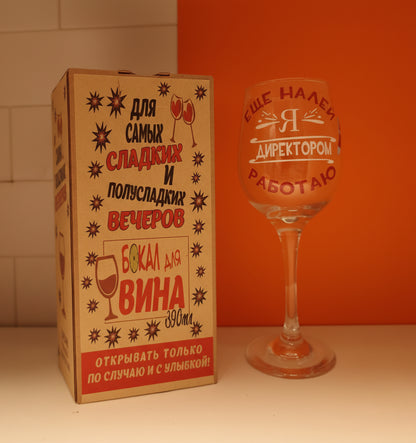 ДЛЯ
САМЫХ
СЛАДКИХ
И
ПОЛУСЛАДКИХ
ВЕЧЕРОВ
БОКАЛ ДЛЯ
ВИНА
390мл
ОТКРЫВАТЬ ТОЛЬКО
ПО СЛУЧАЮ И С УЛЫБКОЙ!
ЕЩЕ НАЛЕЙ
Я
ДИРЕКТОРОМ
РАБОТАЮ